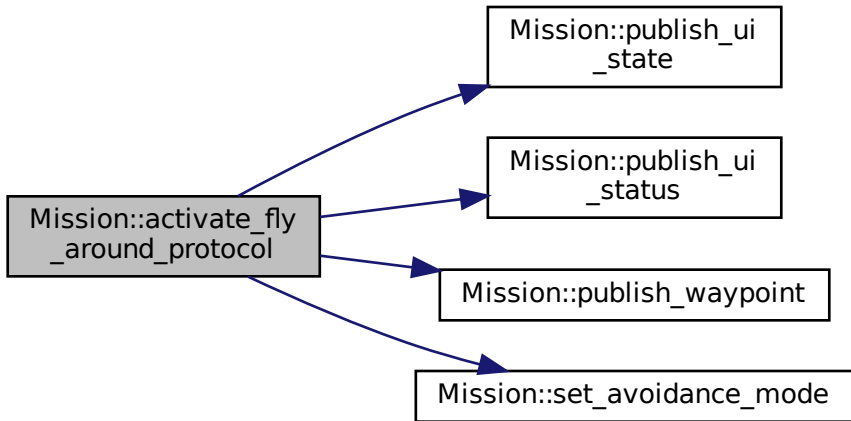 Mission::publish_ui
_state
Mission::publish_ui
_status
Mission::activate_fly
_around_protocol
Mission::publish_waypoint
Mission::set_avoidance_mode